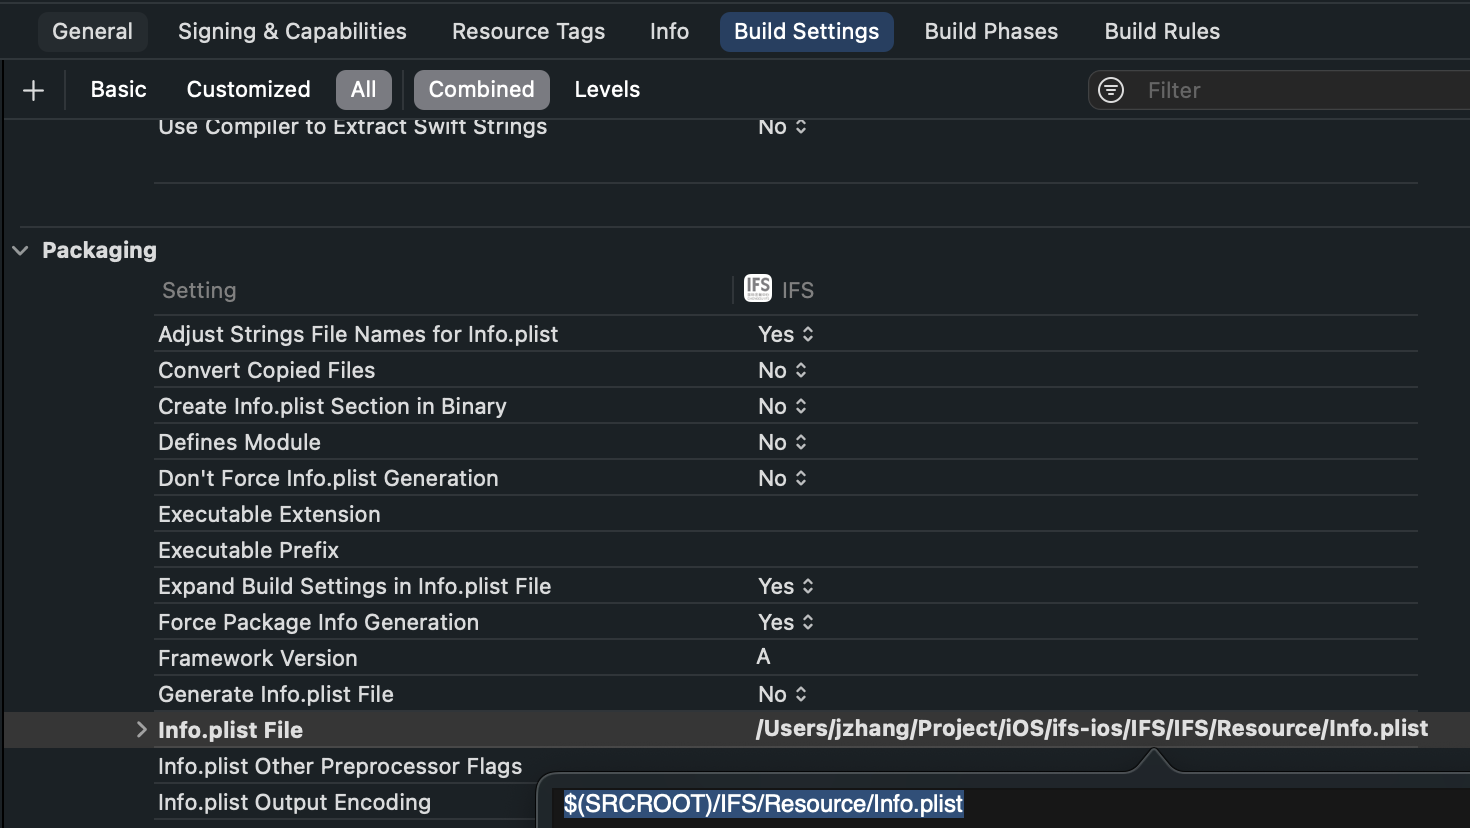 General Signing & Capabilities Resource Tags Info Build Settings Build Phases Build Rules
Basic Customized All Combined Levels Filter
Use Compiler to Extract Swift Strings No
Packaging
Setting IFS IFS
Adjust Strings File Names for Info.plist Yes
Convert Copied Files No
Create Info.plist Section in Binary No
Defines Module No
Don't Force Info.plist Generation No
Executable Extension
Executable Prefix
Expand Build Settings in Info.plist File Yes
Force Package Info Generation Yes
Framework Version A
Generate Info.plist File No
Info.plist File /Users/jzhang/Project/iOS/ifs-ios/IFS/IFS/Resource/Info.plist
Info.plist Other Preprocessor Flags
Info.plist Output Encoding
$(SRCROOT)/IFS/Resource/Info.plist